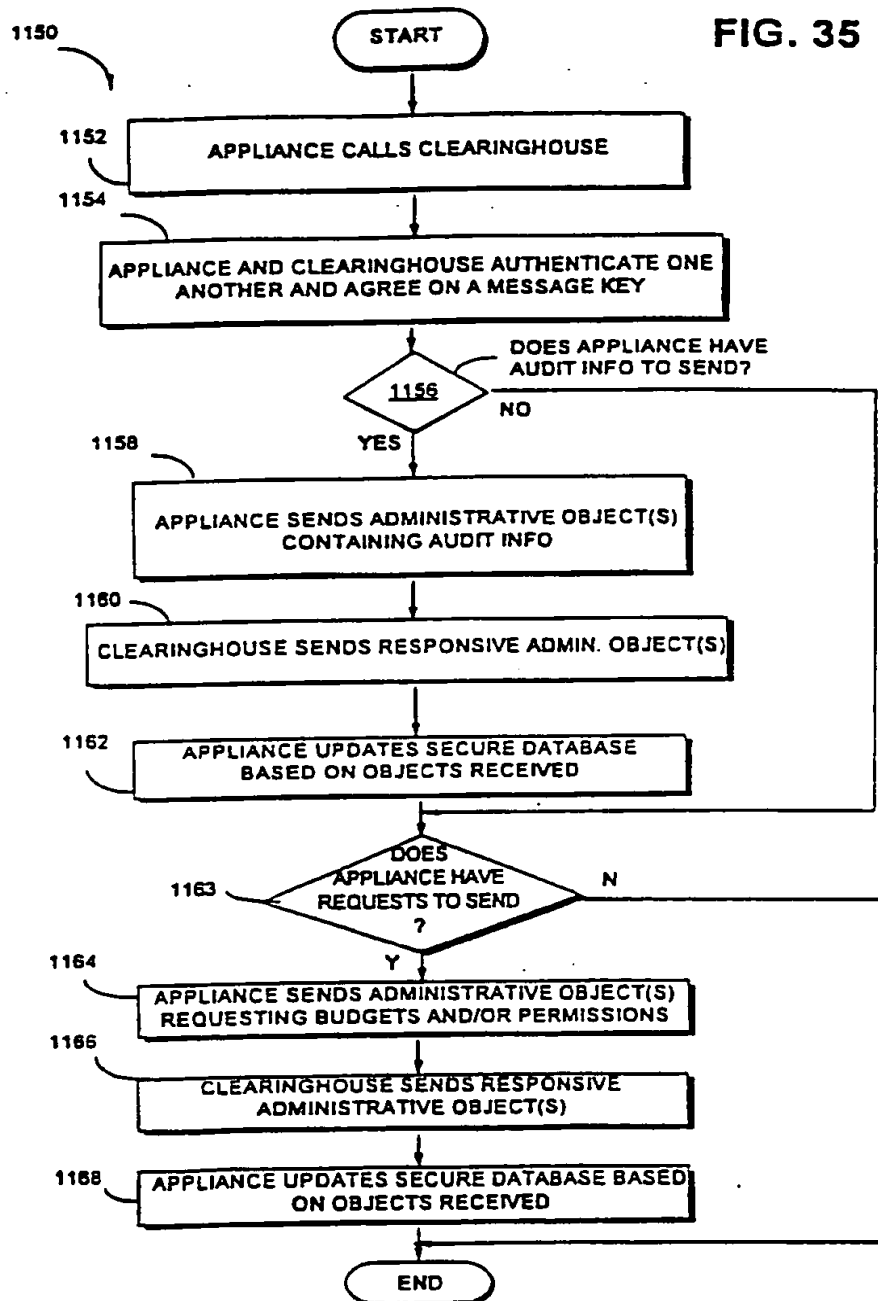 FIG. 35
1150
START
1152
APPLIANCE CALLS CLEARINGHOUSE
1154
APPLIANCE AND CLEARINGHOUSE AUTHENTICATE ONE
ANOTHER AND AGREE ON A MESSAGE KEY
DOES APPLIANCE HAVE
AUDIT INFO TO SEND?
1156
NO
YES
1158
APPLIANCE SENDS ADMINISTRATIVE OBJECT(S)
CONTAINING AUDIT INFO
1160
CLEARINGHOUSE SENDS RESPONSIVE ADMIN. OBJECT(S)
1162
APPLIANCE UPDATES SECURE DATABASE
BASED ON OBJECTS RECEIVED
1163
DOES
APPLIANCE HAVE
REQUESTS TO SEND
?
N
Y
1164
APPLIANCE SENDS ADMINISTRATIVE OBJECT(S)
REQUESTING BUDGETS AND/OR PERMISSIONS
1166
CLEARINGHOUSE SENDS RESPONSIVE
ADMINISTRATIVE OBJECT(S)
1168
APPLIANCE UPDATES SECURE DATABASE BASED
ON OBJECTS RECEIVED
END